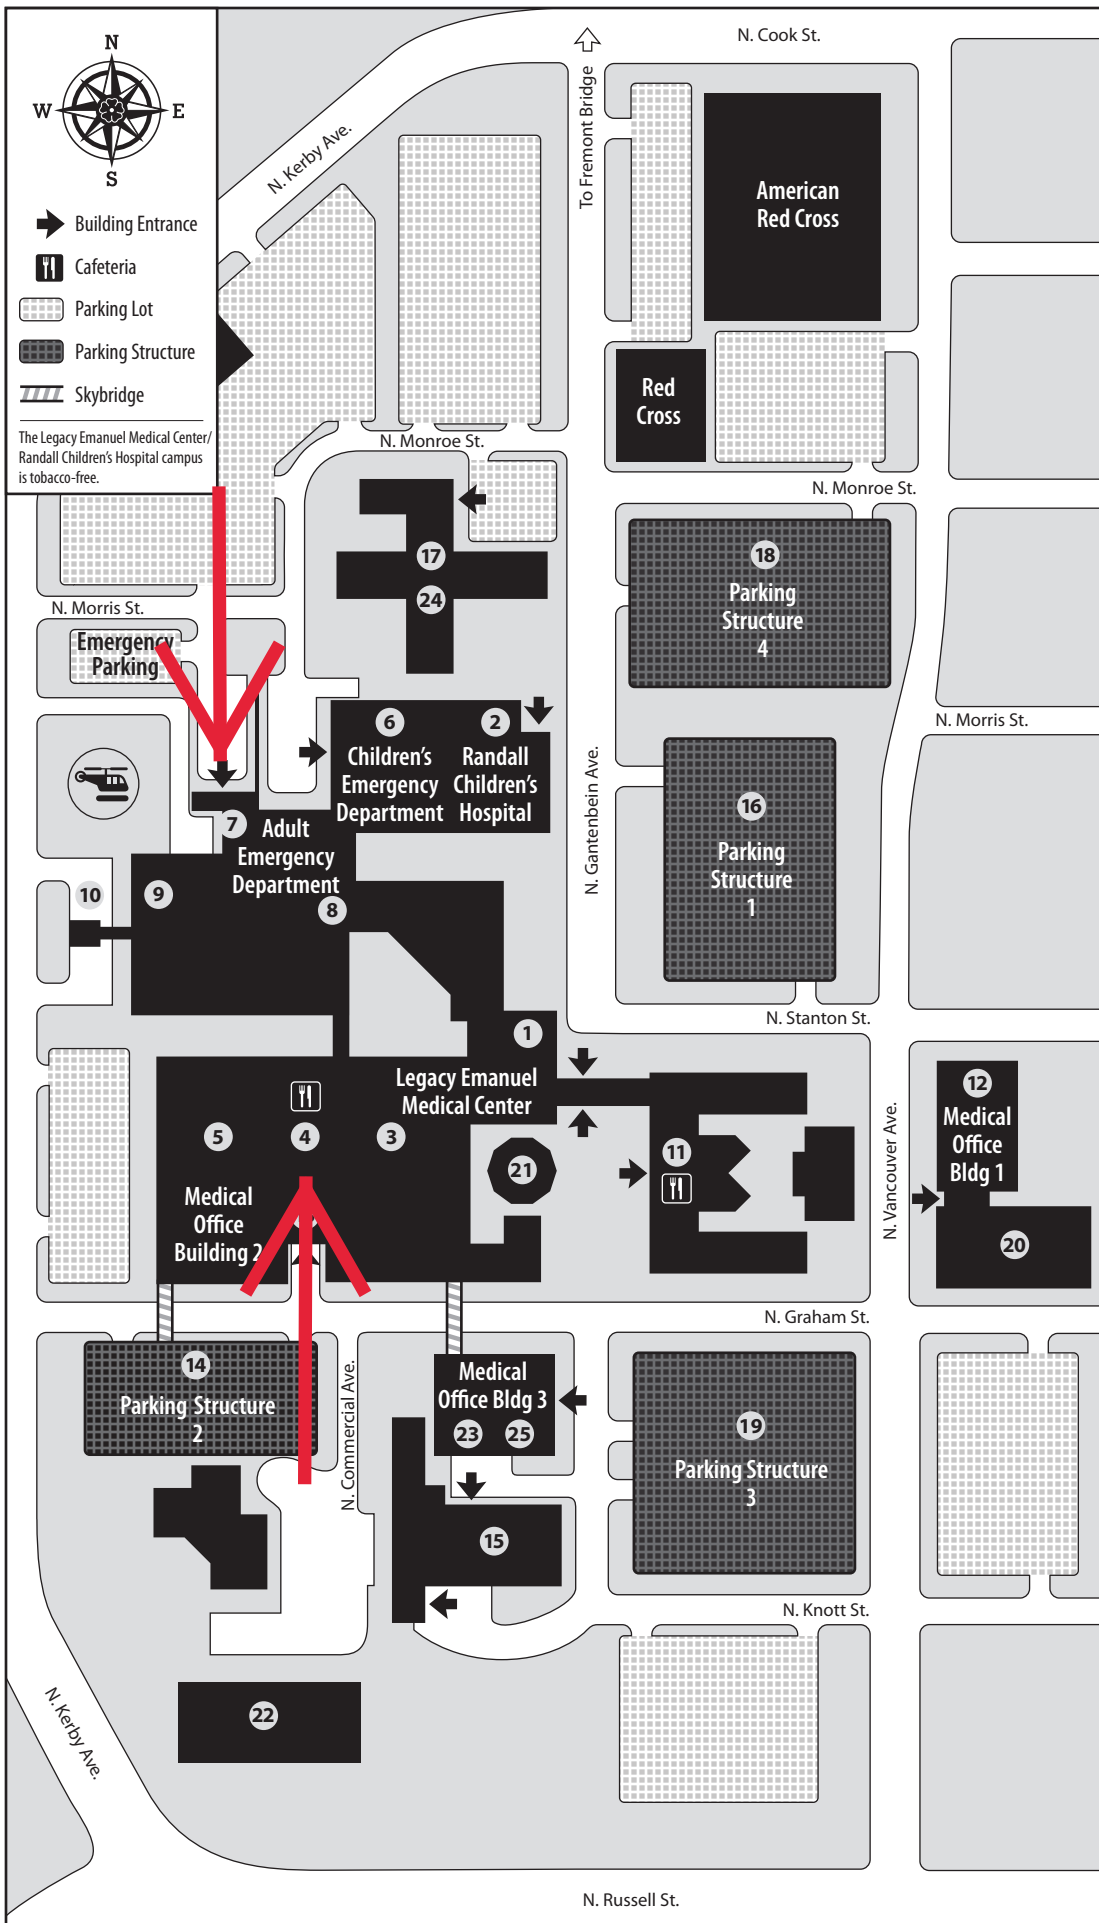 N
W
E
S
Building Entrance
Cafeteria
Parking Lot
Parking Structure
Skybridge
The Legacy Emanuel Medical Center/
Randall Children's Hospital campus
is tobacco-free.
N. Cook St.
N. Kerby Ave.
To Fremont Bridge
American
Red Cross
Red
Cross
N. Monroe St.
N. Monroe St.
17
24
18
Parking
Structure
4
N. Morris St.
Emergency
Parking
N. Morris St.
6
Children's
Emergency
Department
2
Randall
Children's
Hospital
N. Gantenbein Ave.
16
Parking
Structure
1
7
Adult
Emergency
Department
8
9
10
N. Stanton St.
1
Legacy Emanuel
Medical Center
5
4
3
21
11
12
Medical
Office
Bldg 1
20
N. Vancouver Ave.
Medical
Office
Building 2
N. Graham St.
14
Parking Structure
2
N. Commercial Ave.
Medical
Office Bldg 3
23
25
19
Parking Structure
3
15
N. Knott St.
22
N. Kerby Ave.
N. Russell St.